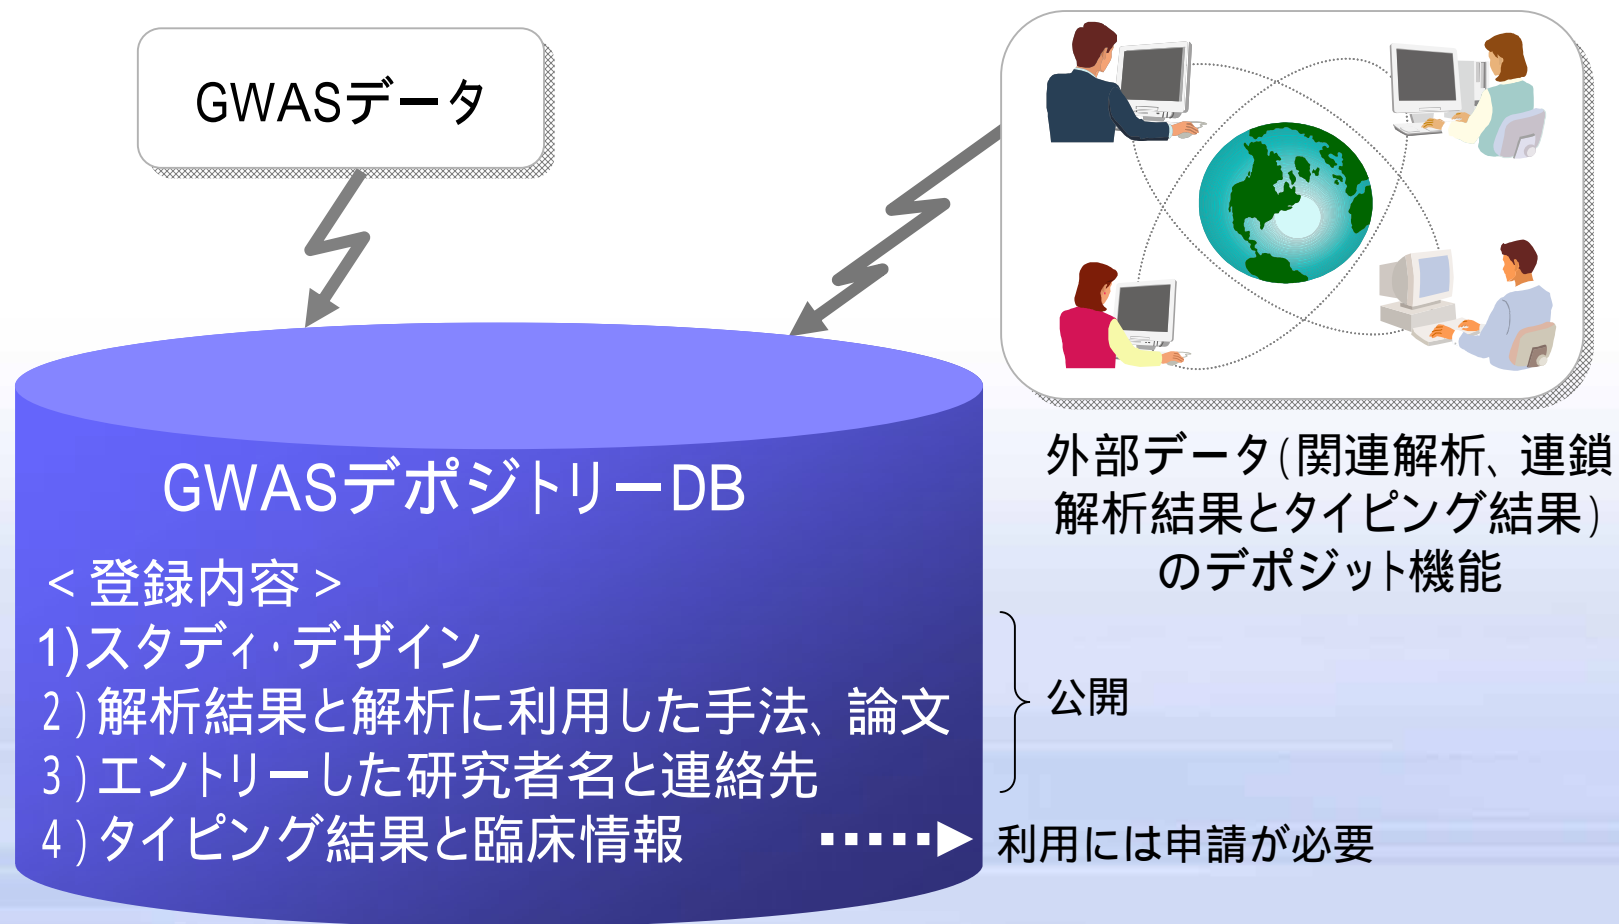 GWASデータ
GWASデポジトリーDB
<登録内容>
1)スタディ・デザイン
2)解析結果と解析に利用した手法、論文
3)エントリーした研究者名と連絡先
4)タイピング結果と臨床情報
外部データ(関連解析、連鎖
解析結果とタイピング結果)
のデポジット機能
公開
利用には申請が必要